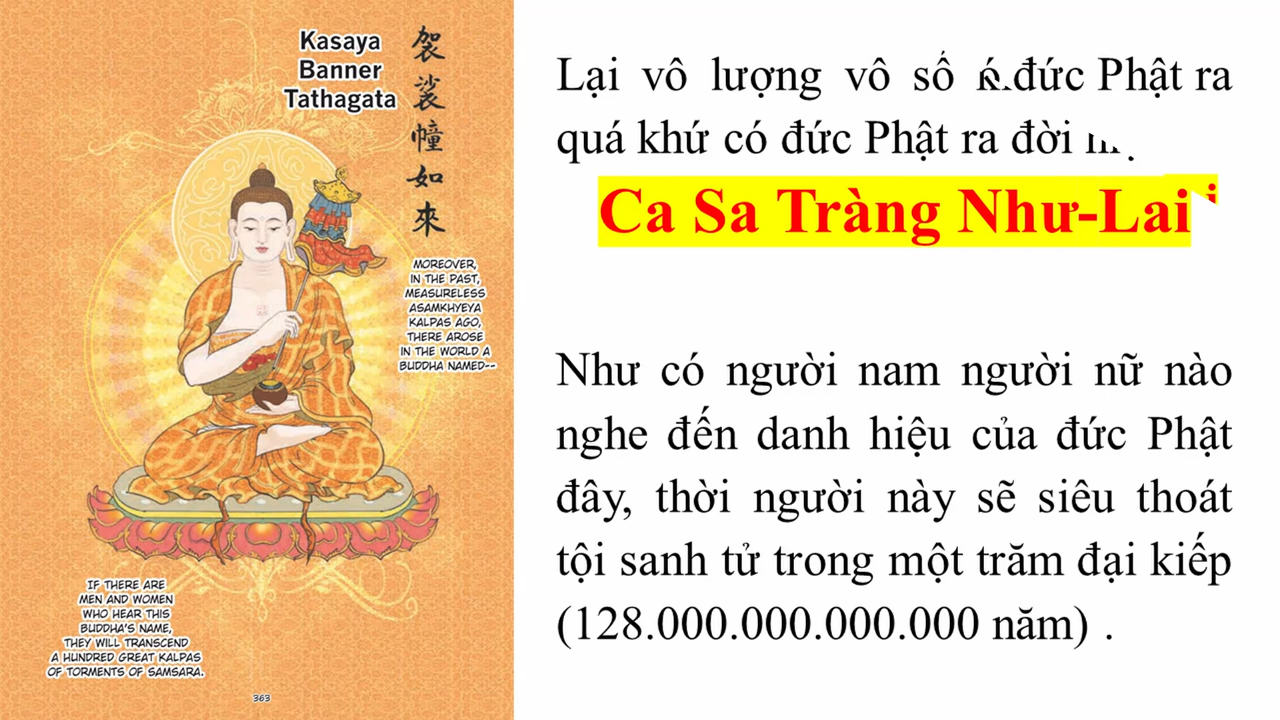 Kasaya
Banner
Tathagata
袈裟幢如來
MOREOVER,
IN THE PAST,
MEASURELESS
ASAMKHYEYA
KALPAS AGO,
THERE AROSE
IN THE WORLD A
BUDDHA NAMED--
IF THERE ARE
MEN AND WOMEN
WHO HEAR THIS
BUDDHA'S NAME,
THEY WILL TRANSCEND
A HUNDRED GREAT KALPAS
OF TORMENTS OF SAMSARA.
363
Lại vô lượng vô số đức Phật ra
quá khứ có đức Phật ra đời
Ca Sa Tràng Như-Lai
Như có người nam người nữ nào
nghe đến danh hiệu của đức Phật
đây, thời người này sẽ siêu thoát
tội sanh tử trong một trăm đại kiếp
(128.000.000.000.000 năm) .